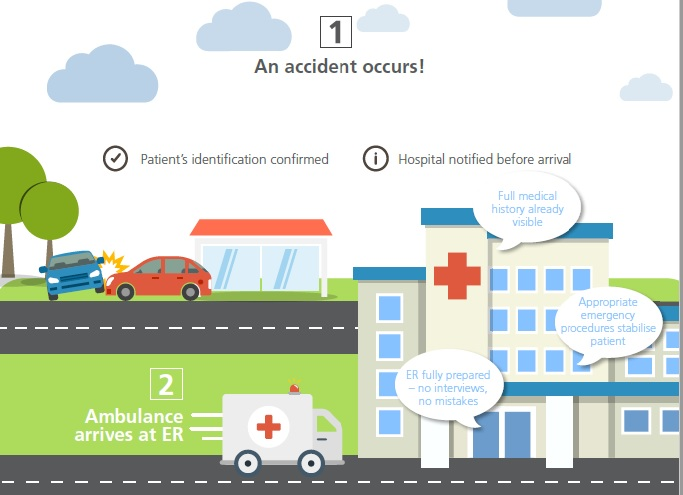 1
An accident occurs!
Patient's identification confirmed
i Hospital notified before arrival
Full medical
history already
visible
Appropriate
emergency
procedures stabilise
patient
ER fully prepared
– no interviews,
no mistakes
2
Ambulance
arrives at ER